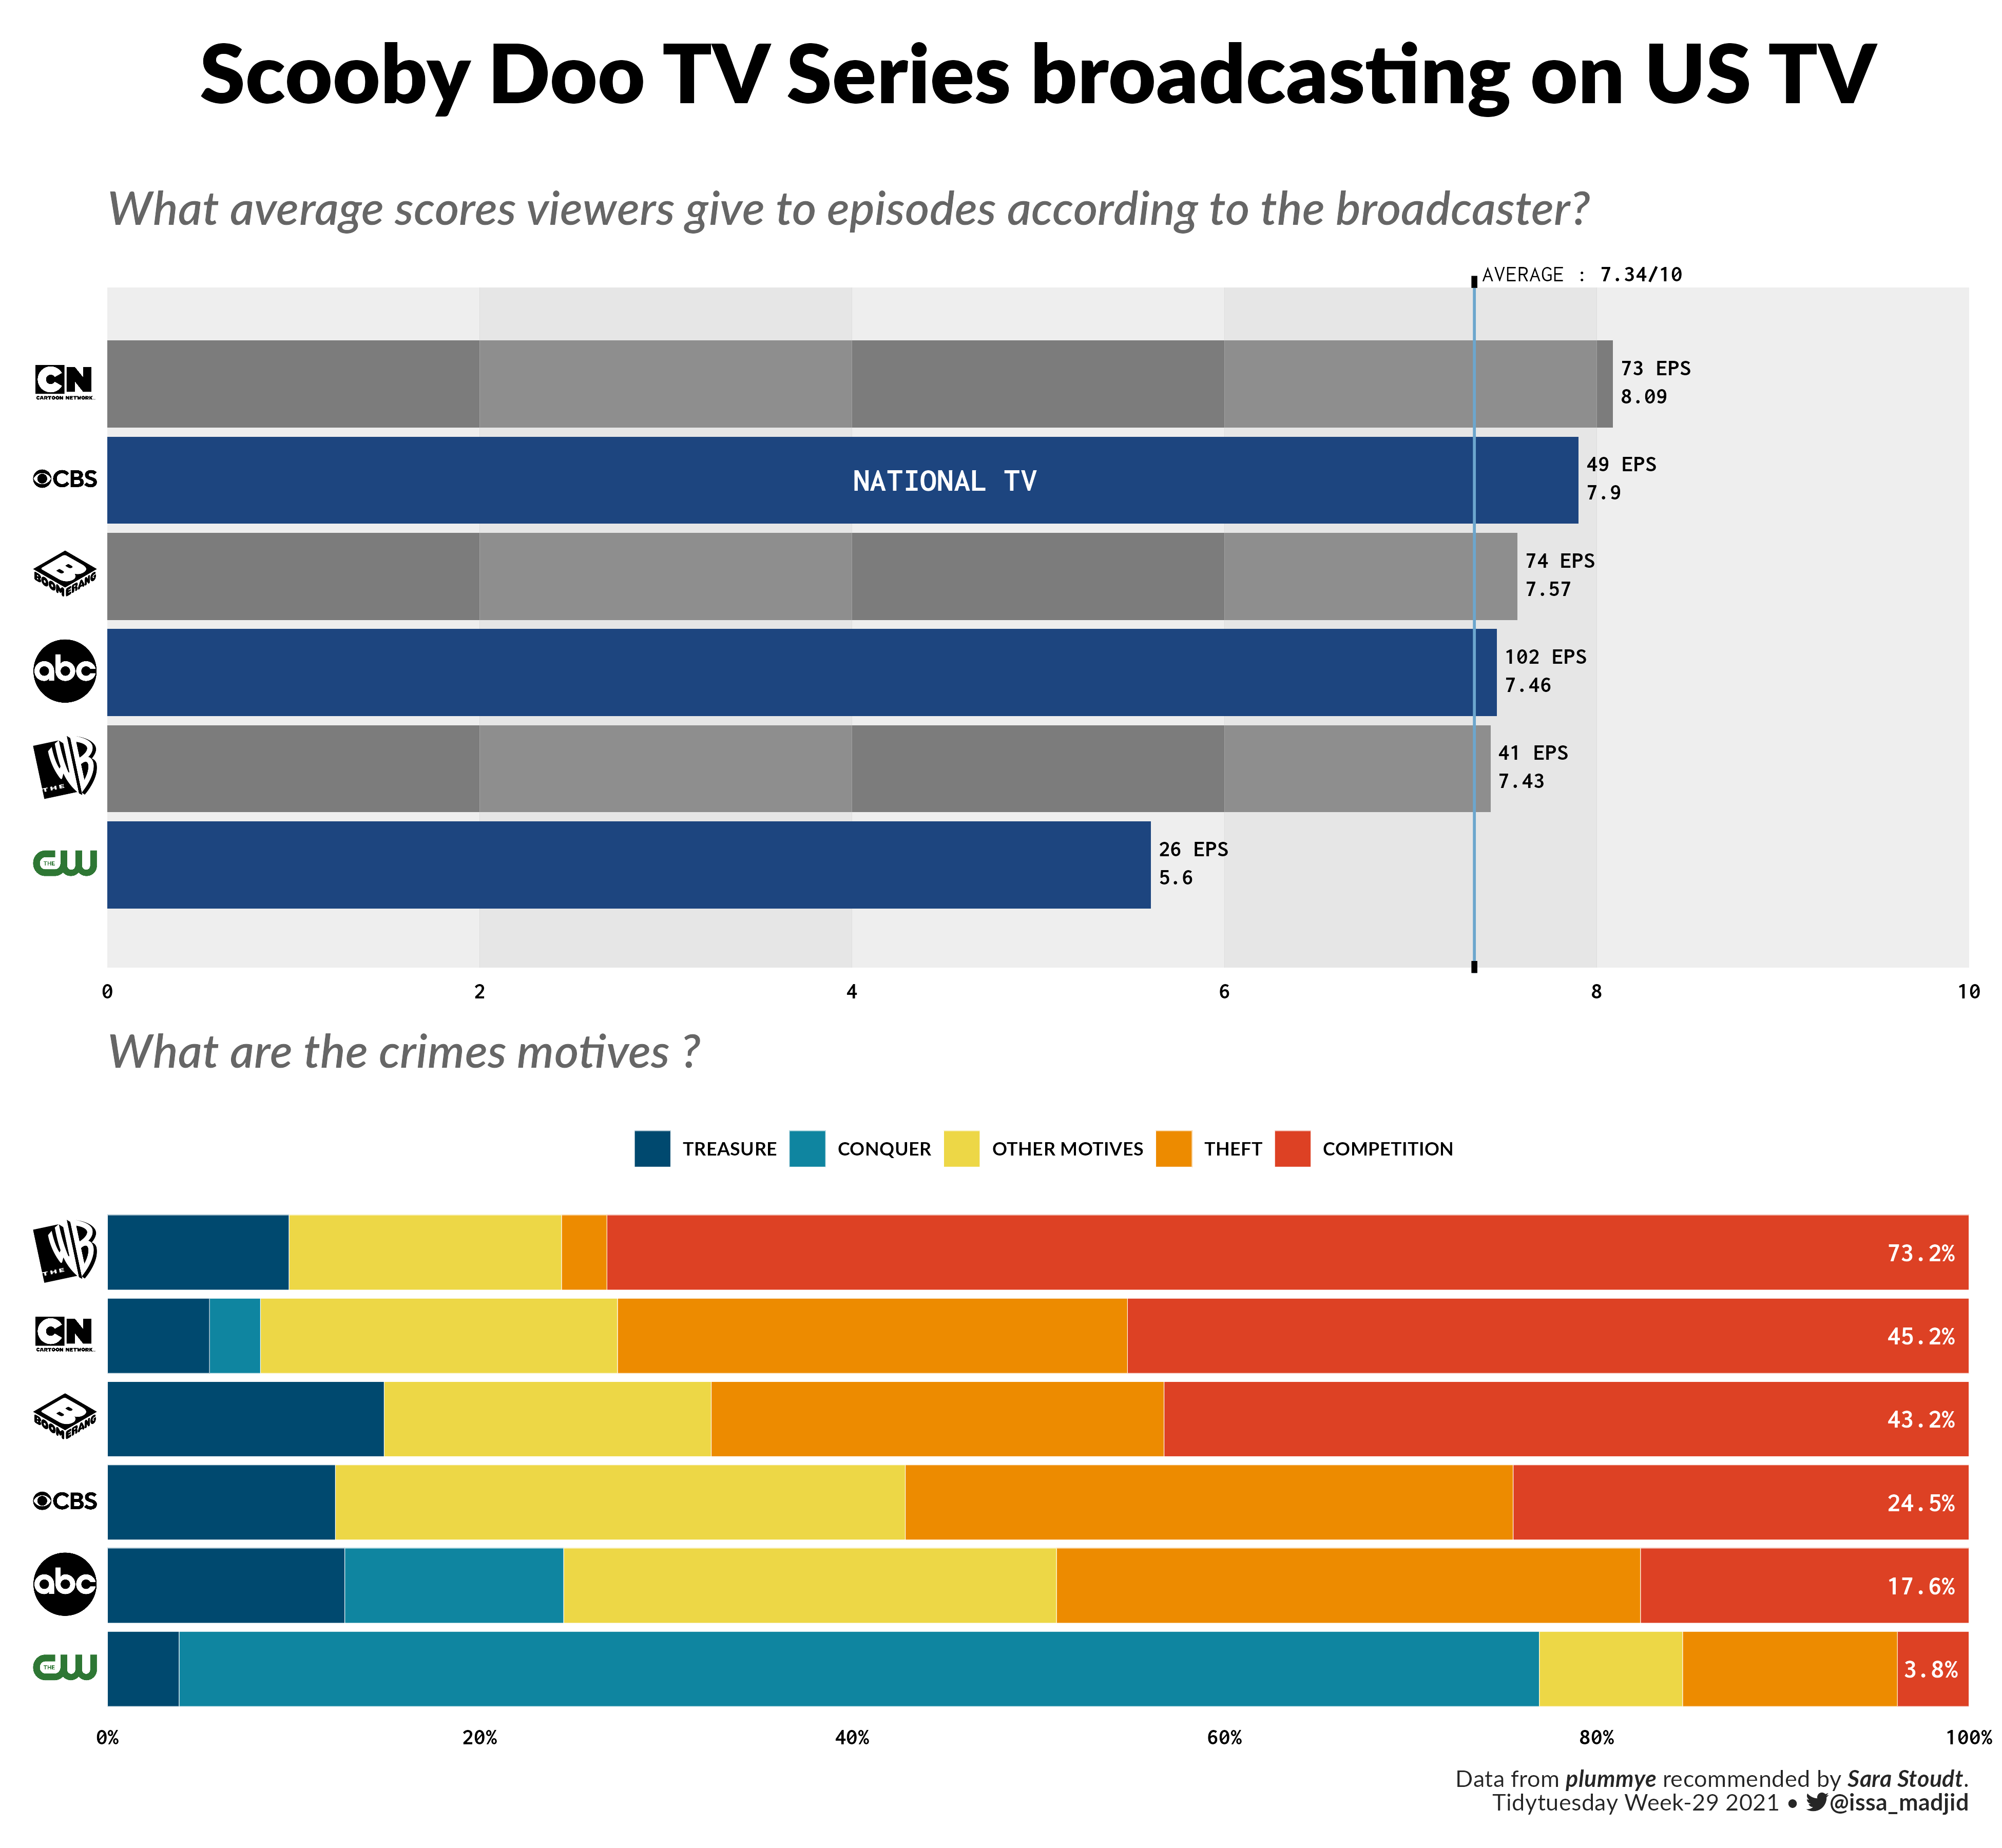 Scooby Doo TV Series broadcasting on US TV
What average scores viewers give to episodes according to the broadcaster?
AVERAGE : 7.34/10
CN
CARTOON NETWORK.
73 EPS
8.09
CBS
NATIONAL TV
49 EPS
7.9
B
BOOMERANG
74 EPS
7.57
abc
102 EPS
7.46
THE WB
41 EPS
7.43
THE CW
26 EPS
5.6
0 2 4 6 8 10
What are the crimes motives ?
TREASURE CONQUER OTHER MOTIVES THEFT COMPETITION
THE WB
73.2%
CN
CARTOON NETWORK.
45.2%
B
BOOMERANG
43.2%
CBS
24.5%
abc
17.6%
THE CW
3.8%
0% 20% 40% 60% 80% 100%
Data from plummye recommended by Sara Stoudt.
Tidytuesday Week-29 2021 • @issa_madjid